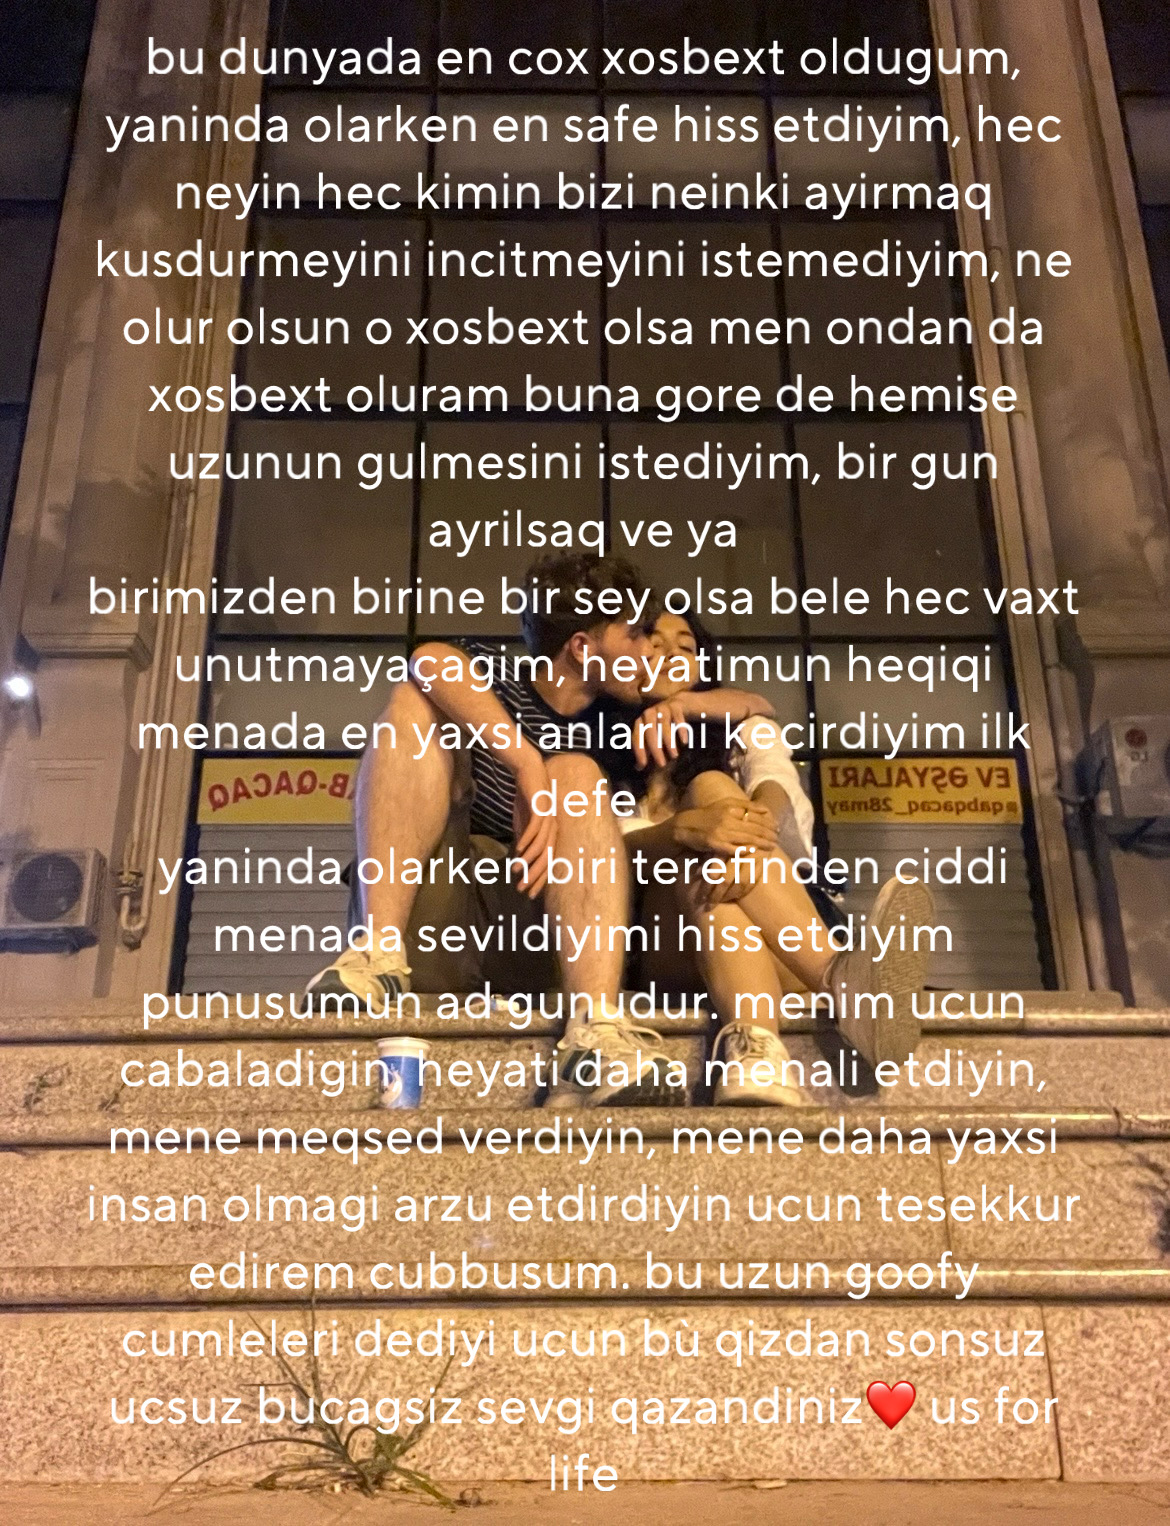 bu dunyada en cox xosbext oldugum,
yaninda olarken en safe hiss etdiyim, hec
neyin hec kimin bizi neinki ayirmaq
kusdurmeyini incitmeyini istemediyim, ne
olur olsun o xosbext olsa men ondan da
xosbext oluram buna gore de hemise
uzunun gulmesini istediyim, bir gun
ayrilsaq ve ya
birimizden birine bir sey olsa bele hec vaxt
unutmayaçagim, heyatimun heqiqi
menada en yaxsi anlarini kecirdiyim ilk
defe
yaninda olarken biri terefinden ciddi
menada sevildiyimi hiss etdiyim
punusumun ad gunudur. menim ucun
cabaladigin, heyati daha menali etdiyin,
mene meqsed verdiyin, mene daha yaxsi
insan olmagi arzu etdirdiyin ucun tesekkur
edirem cubbusum. bu uzun goofy
cumleleri dediyi ucun bù qizdan sonsuz
ucsuz bucagsiz sevgi qazandiniz❤️ us for
life
AB-QACAQ
EV ƏŞYALARI
@qabqacaq_28may
LG